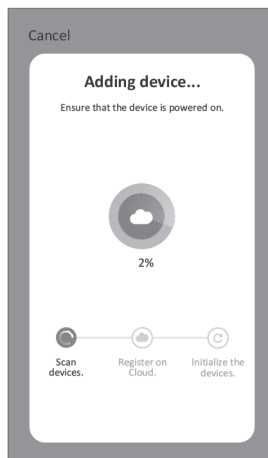 Cancel
Adding device...
Ensure that the device is powered on.
2%
Scan
devices.
Register on
Cloud.
Initialize the
devices.